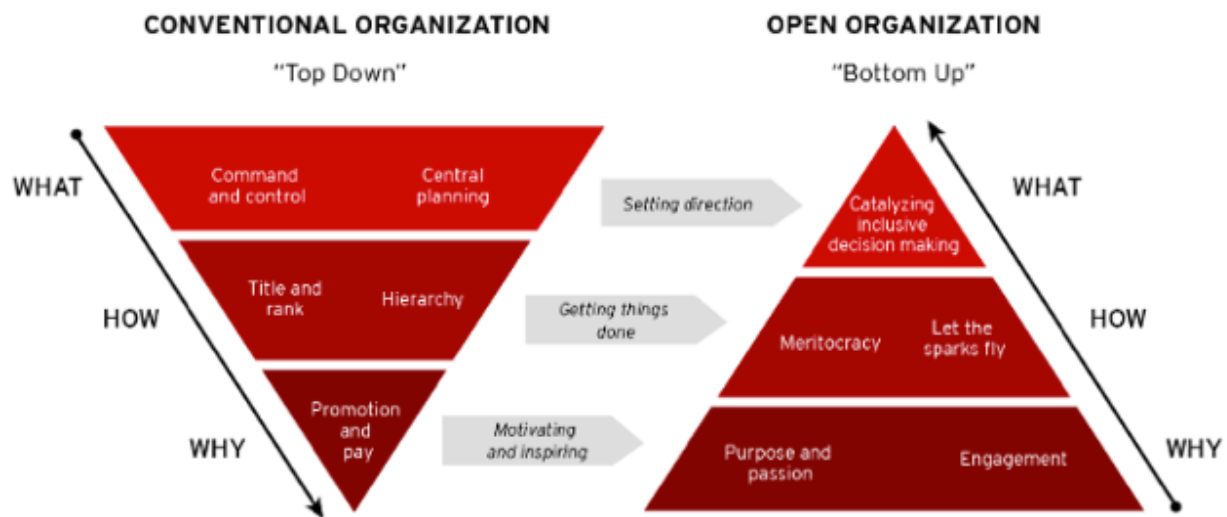 CONVENTIONAL ORGANIZATION
"Top Down"
WHAT
HOW
WHY
Command
and control
Central
planning
Title and
rank
Hierarchy
Promotion
and
pay
Setting direction
Getting things
done
Motivating
and inspiring
OPEN ORGANIZATION
"Bottom Up"
Catalyzing
inclusive
decision making
Meritocracy
Let the
sparks fly
Purpose and
passion
Engagement
WHAT
HOW
WHY